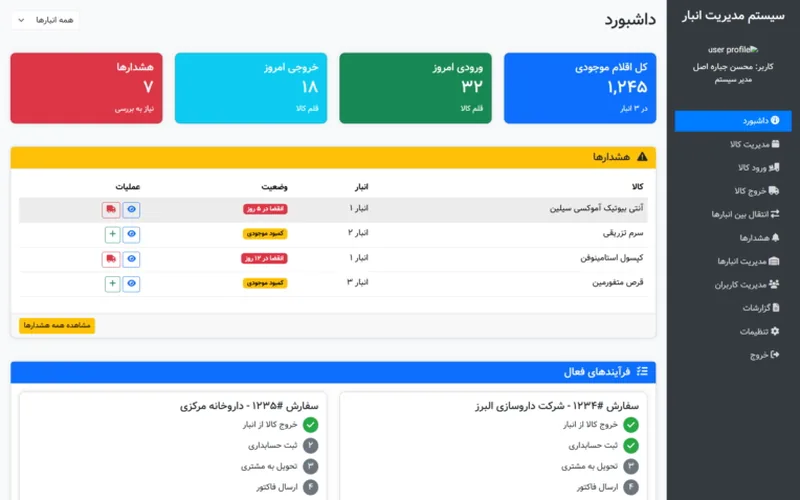 سیستم مدیریت انبار
user profile
کاربر: محسن جباره اصل
مدیر سیستم
داشبورد
مدیریت کالا
ورود کالا
خروج کالا
انتقال بین انبارها
هشدارها
مدیریت انبارها
مدیریت کاربران
گزارشات
تنظیمات
خروج
داشبورد
همه انبارها
کل اقلام موجودی
۱,۲۴۵
در ۳ انبار
ورودی امروز
۳۲
قلم کالا
خروجی امروز
۱۸
قلم کالا
هشدارها
۷
نیاز به بررسی
هشدارها
کالا انبار وضعیت عملیات
آنتی بیوتیک آموکسی سیلین انبار ۱ انقضا در ۵ روز
سرم تزریقی انبار ۲ کمبود موجودی
کپسول استامینوفن انبار ۱ انقضا در ۱۲ روز
قرص متفورمین انبار ۳ کمبود موجودی
مشاهده همه هشدارها
فرآیندهای فعال
سفارش #۱۲۳۴ - شرکت داروسازی البرز
خروج کالا از انبار
ثبت حسابداری
۳ تحویل به مشتری
۴ ارسال فاکتور
سفارش #۱۲۳۵ - داروخانه مرکزی
خروج کالا از انبار
۲ ثبت حسابداری
۳ تحویل به مشتری
۴ ارسال فاکتور